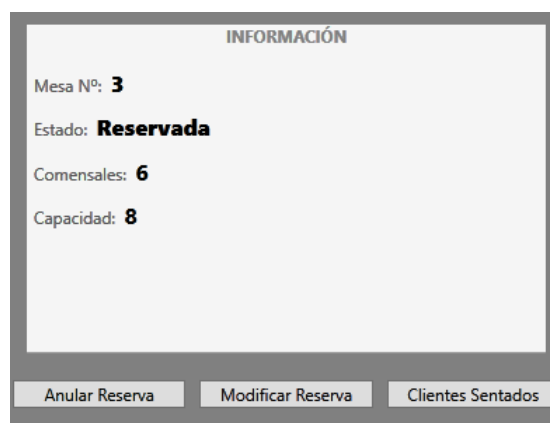 INFORMACIÓN
Mesa Nº: 3
Estado: Reservada
Comensales: 6
Capacidad: 8
Anular Reserva Modificar Reserva Clientes Sentados